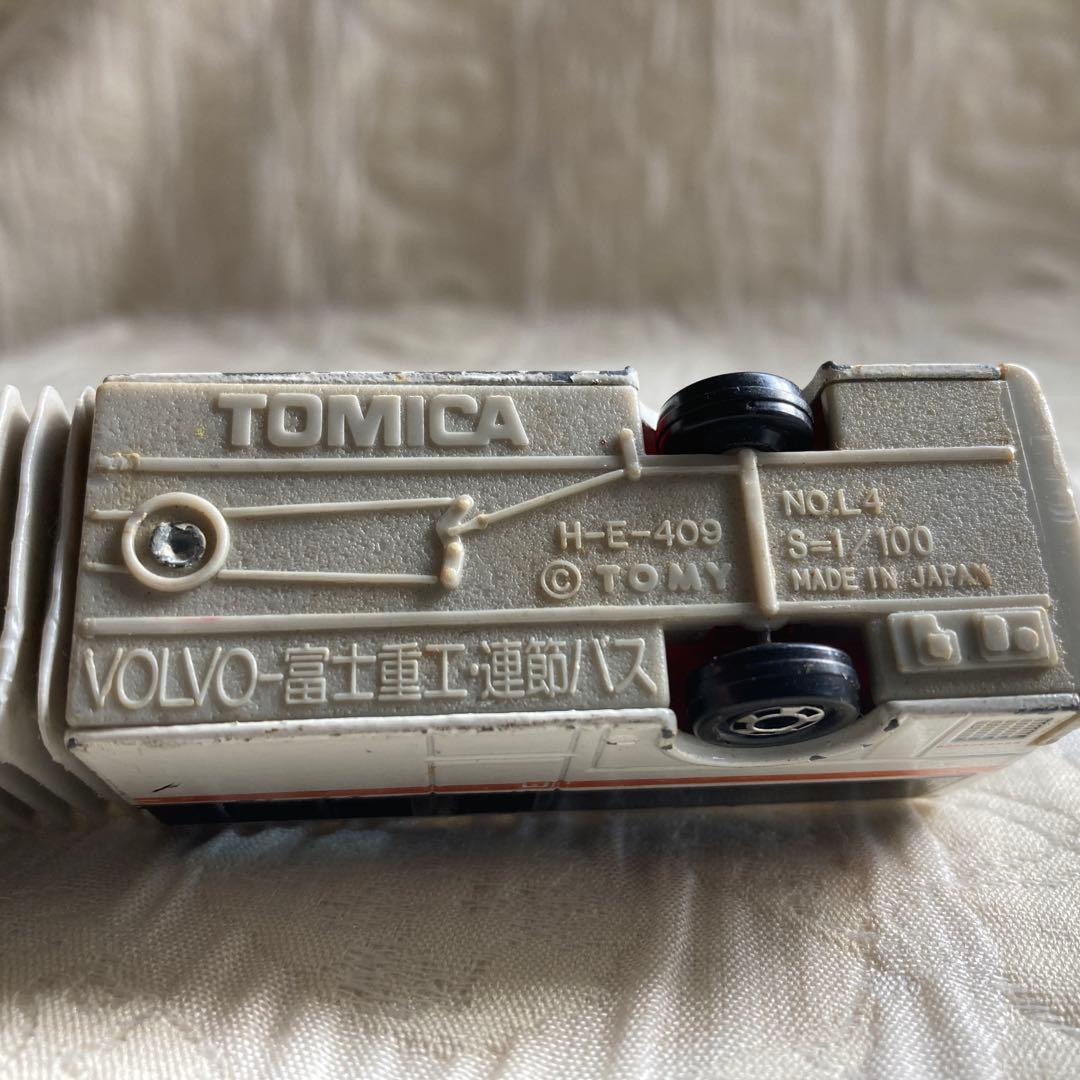 TOMICA
H-E-409
© TOMY
NO.L4
S=1/100
MADE IN JAPAN
VOLVO-富士重工・連節バス